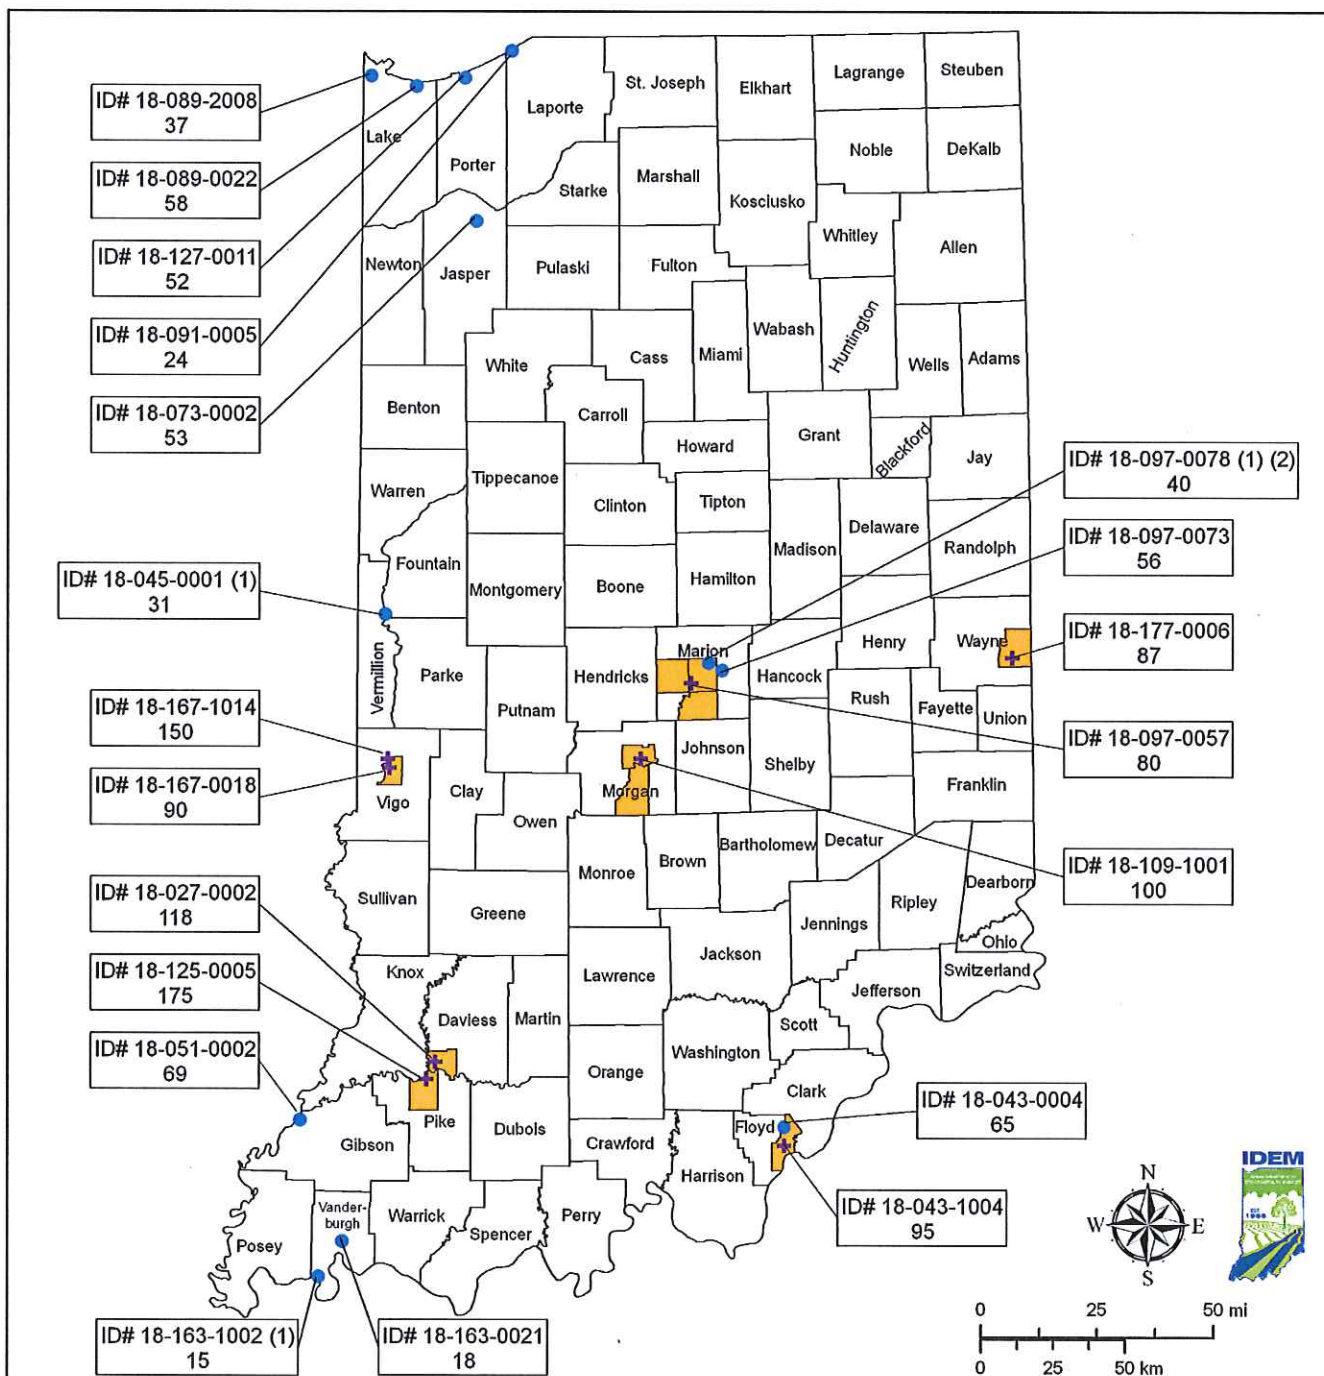 ID# 18-089-2008
37
ID# 18-089-0022
58
ID# 18-127-0011
52
ID# 18-091-0005
24
ID# 18-073-0002
53
ID# 18-045-0001 (1)
31
ID# 18-167-1014
150
ID# 18-167-0018
90
ID# 18-027-0002
118
ID# 18-125-0005
175
ID# 18-051-0002
69
ID# 18-163-1002 (1)
15
ID# 18-163-0021
18
ID# 18-097-0078 (1) (2)
40
ID# 18-097-0073
56
ID# 18-177-0006
87
ID# 18-097-0057
80
ID# 18-109-1001
100
ID# 18-043-0004
65
ID# 18-043-1004
95
Lake
Porter
Laporte
St. Joseph
Elkhart
Lagrange
Steuben
Noble
DeKalb
Starke
Marshall
Kosciusko
Whitley
Allen
Newton
Jasper
Pulaski
Fulton
Wabash
Huntington
Miami
Cass
White
Wells
Adams
Benton
Carroll
Howard
Grant
Blackford
Jay
Warren
Tippecanoe
Clinton
Tipton
Delaware
Randolph
Madison
Fountain
Montgomery
Boone
Hamilton
Vermillion
Parke
Putnam
Hendricks
Marion
Hancock
Henry
Wayne
Rush
Fayette
Union
Vigo
Clay
Owen
Morgan
Johnson
Shelby
Franklin
Decatur
Bartholomew
Brown
Monroe
Sullivan
Greene
Dearborn
Ripley
Jennings
Ohio
Switzerland
Jackson
Lawrence
Knox
Daviess
Martin
Jefferson
Scott
Washington
Orange
Clark
Floyd
Gibson
Pike
Dubois
Crawford
Harrison
Posey
Vander-
burgh
Warrick
Spencer
Perry
N
W
E
S
IDEM
0 25 50 mi
0 25 50 km